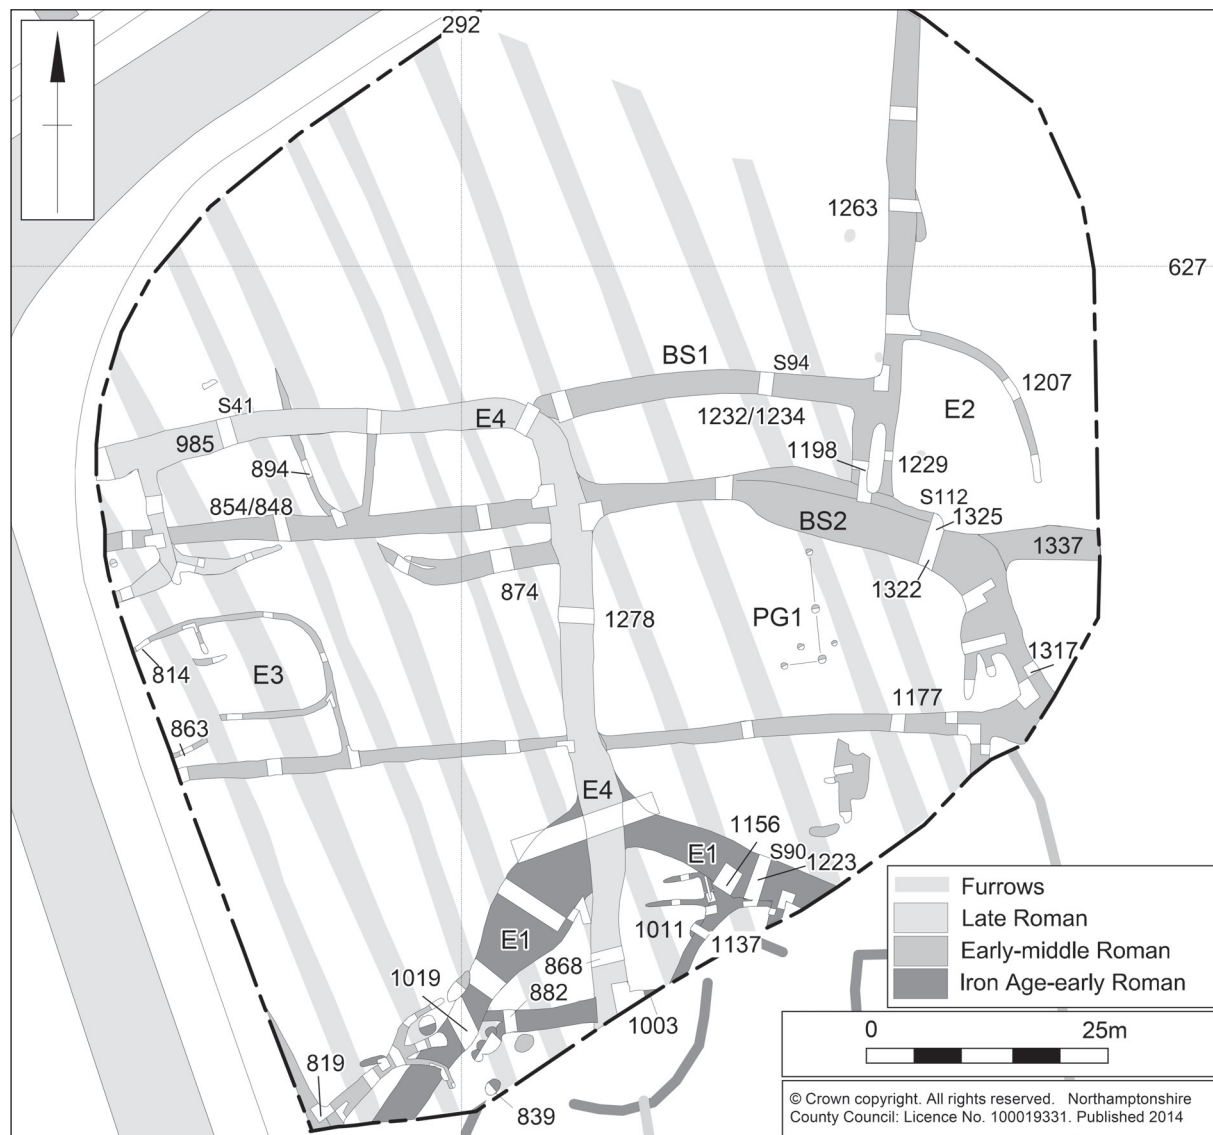 292
1263
627
BS1
S94
1207
S41
E4
E2
985
1232/1234
894
1198
1229
854/848
S112
1325
BS2
1337
874
1322
1278
PG1
814
E3
1317
863
1177
E4
1156
S90
1223
E1
Furrows
Late Roman
Early-middle Roman
Iron Age-early Roman
1011
E1
1137
868
1019
882
1003
0 25m
819
839
© Crown copyright. All rights reserved. Northamptonshire
County Council: Licence No. 100019331. Published 2014